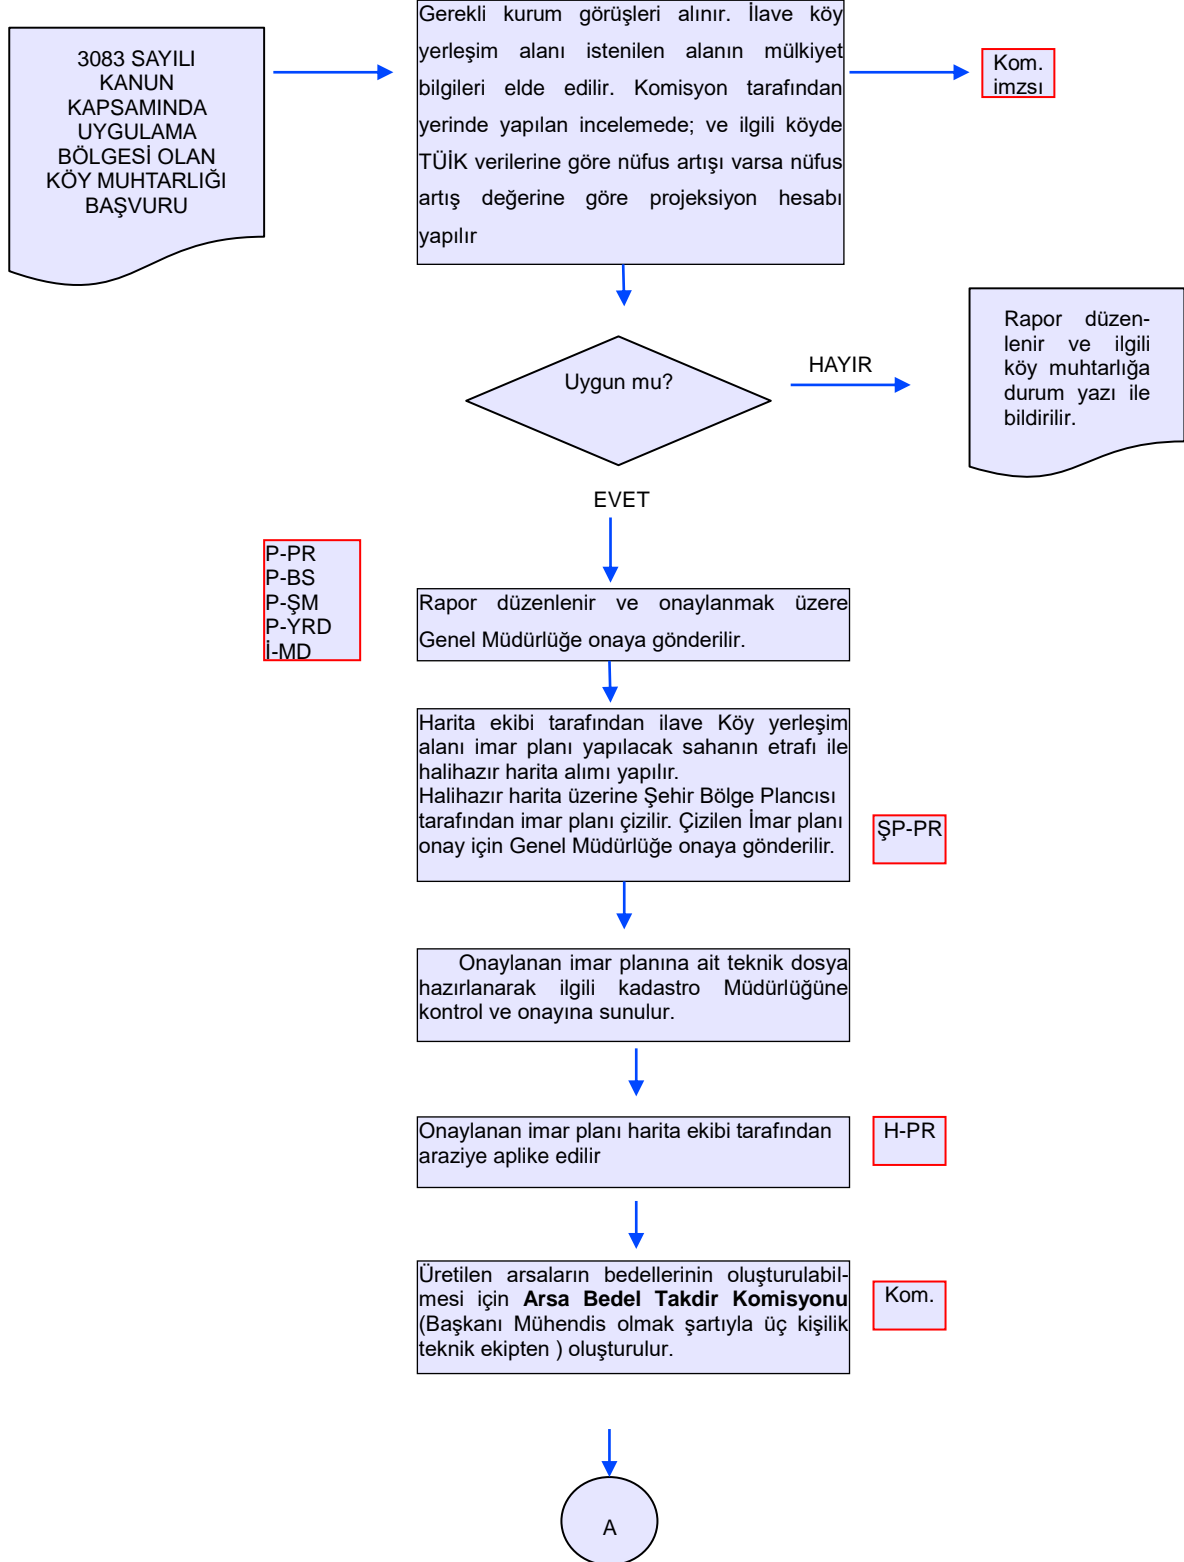 3083 SAYILI
KANUN
KAPSAMINDA
UYGULAMA
BÖLGESİ OLAN
KÖY MUHTARLIĞI
BAŞVURU
Gerekli kurum görüşleri alınır. İlave köy
yerleşim alanı istenilen alanın mülkiyet
bilgileri elde edilir. Komisyon tarafından
yerinde yapılan incelemede; ve ilgili köyde
TÜİK verilerine göre nüfus artışı varsa nüfus
artış değerine göre projeksiyon hesabı
yapılır
Kom.
imzsı
Uygun mu?
HAYIR
Rapor düzen-
lenir ve ilgili
köy muhtarlığa
durum yazı ile
bildirilir.
EVET
P-PR
P-BS
P-ŞM
P-YRD
İ-MD
Rapor düzenlenir ve onaylanmak üzere
Genel Müdürlüğe onaya gönderilir.
Harita ekibi tarafından ilave Köy yerleşim
alanı imar planı yapılacak sahanın etrafı ile
halihazır harita alımı yapılır.
Halihazır harita üzerine Şehir Bölge Plancısı
tarafından imar planı çizilir. Çizilen İmar planı
onay için Genel Müdürlüğe onaya gönderilir.
ŞP-PR
Onaylanan imar planına ait teknik dosya
hazırlanarak ilgili kadastro Müdürlüğüne
kontrol ve onayına sunulur.
Onaylanan imar planı harita ekibi tarafından
araziye aplike edilir
H-PR
Üretilen arsaların bedellerinin oluşturulabil-
mesi için Arsa Bedel Takdir Komisyonu
(Başkanı Mühendis olmak şartıyla üç kişilik
teknik ekipten ) oluşturulur.
Kom.
A